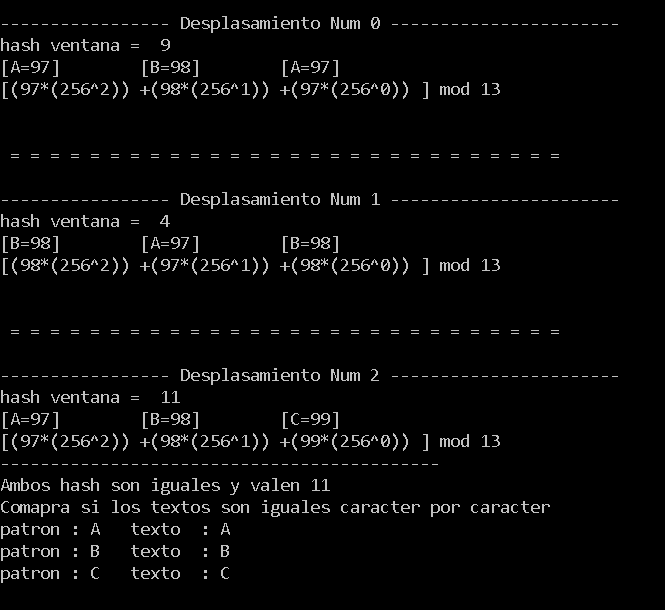 ----------------- Desplasamiento Num 0 -----------------------
hash ventana =  9
[A=97]        [B=98]        [A=97]
[(97*(256^2)) +(98*(256^1)) +(97*(256^0)) ] mod 13
= = = = = = = = = = = = = = = = = = = = = = = = = = = =
----------------- Desplasamiento Num 1 -----------------------
hash ventana =  4
[B=98]        [A=97]        [B=98]
[(98*(256^2)) +(97*(256^1)) +(98*(256^0)) ] mod 13
= = = = = = = = = = = = = = = = = = = = = = = = = = = =
----------------- Desplasamiento Num 2 -----------------------
hash ventana =  11
[A=97]        [B=98]        [C=99]
[(97*(256^2)) +(98*(256^1)) +(99*(256^0)) ] mod 13
--------------------------------------------
Ambos hash son iguales y valen 11
Comapra si los textos son iguales caracter por caracter
patron : A   texto  : A
patron : B   texto  : B
patron : C   texto  : C